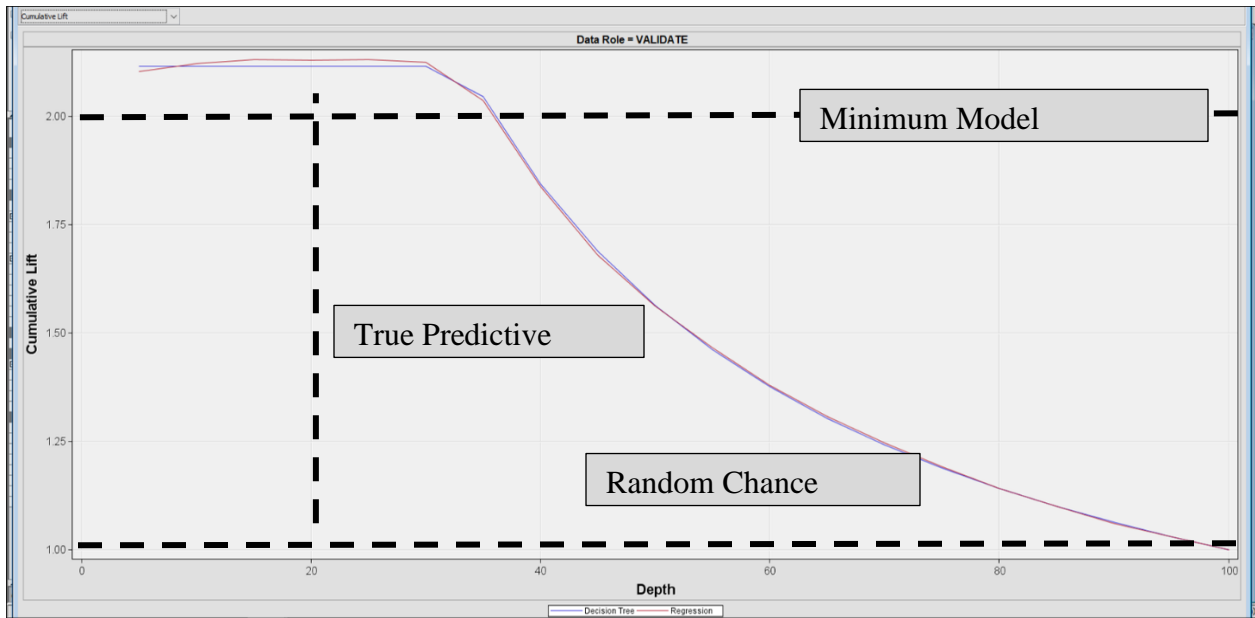 Cumulative Lift
Data Role = VALIDATE
Cumulative Lift
2.00
1.75
1.50
1.25
1.00
Minimum Model
True Predictive
Random Chance
0
20
40
60
80
100
Depth
Decision Tree
Regression